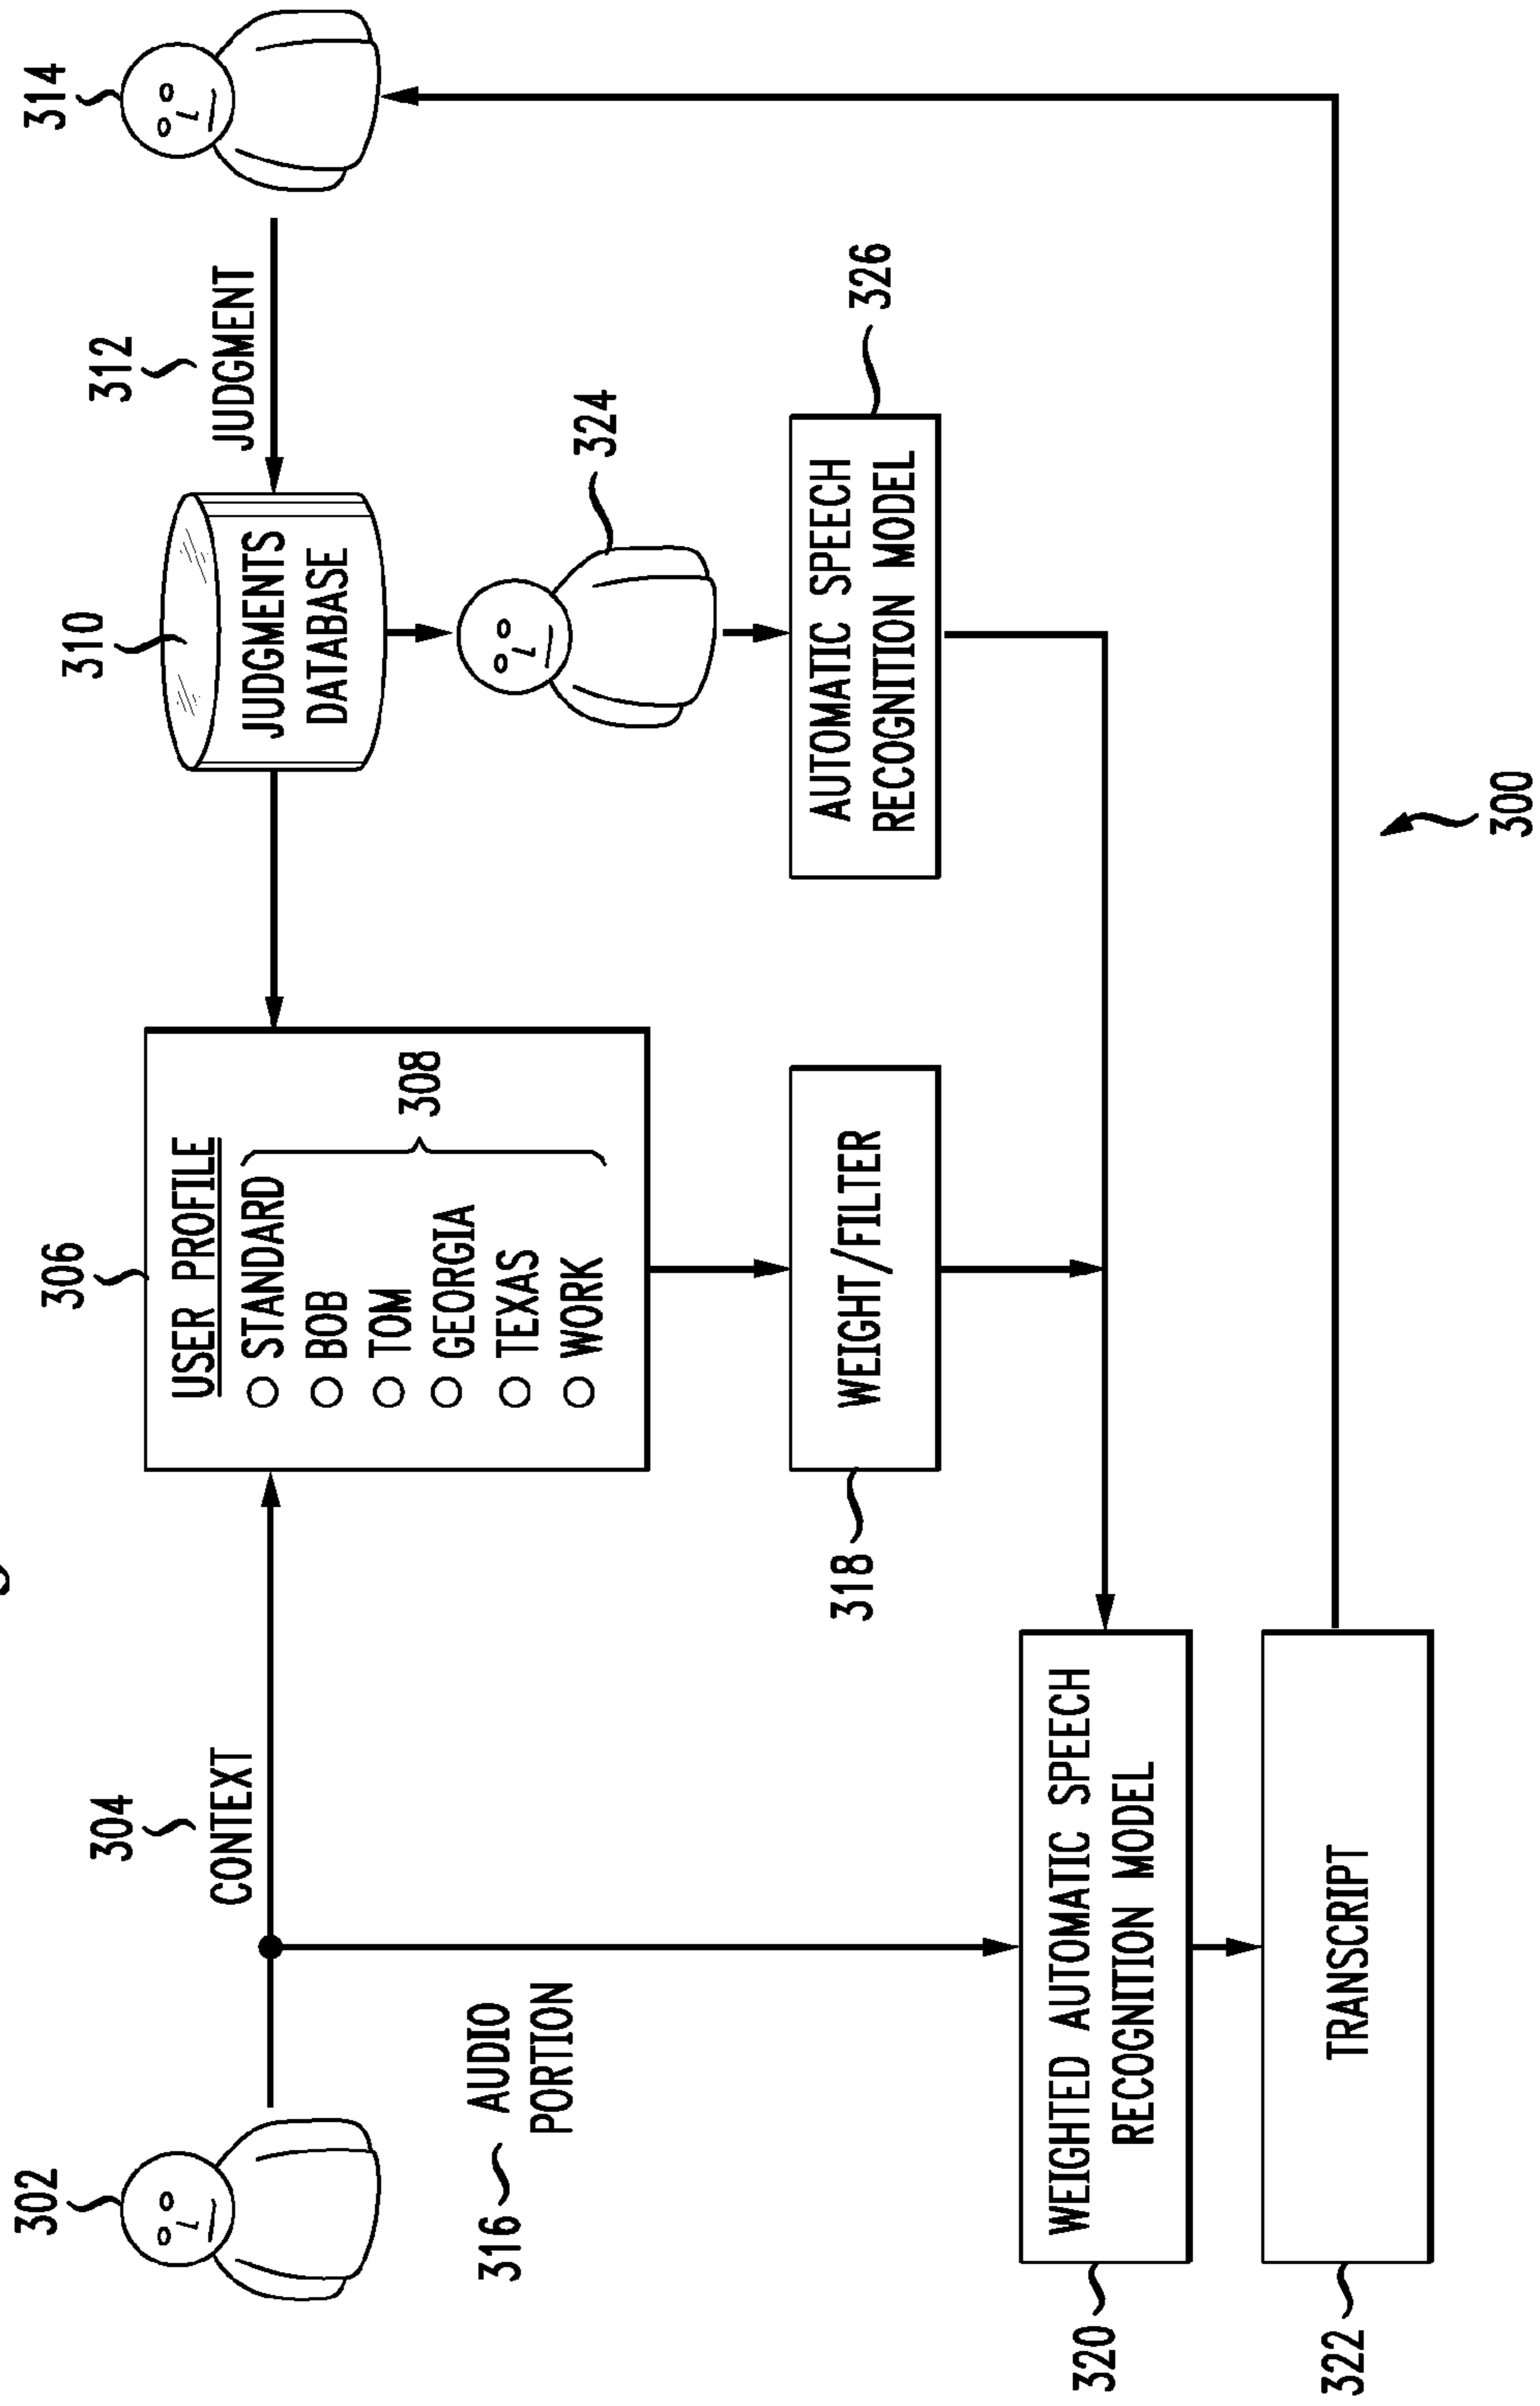 302
304
CONTEXT
306
USER PROFILE
STANDARD
BOB
TOM
GEORGIA
TEXAS
WORK
308
310
JUDGMENTS
DATABASE
312
JUDGMENT
314
316
AUDIO
PORTION
318
WEIGHT/FILTER
324
AUTOMATIC SPEECH
RECOGNITION MODEL
326
320
WEIGHTED AUTOMATIC SPEECH
RECOGNITION MODEL
322
TRANSCRIPT
300